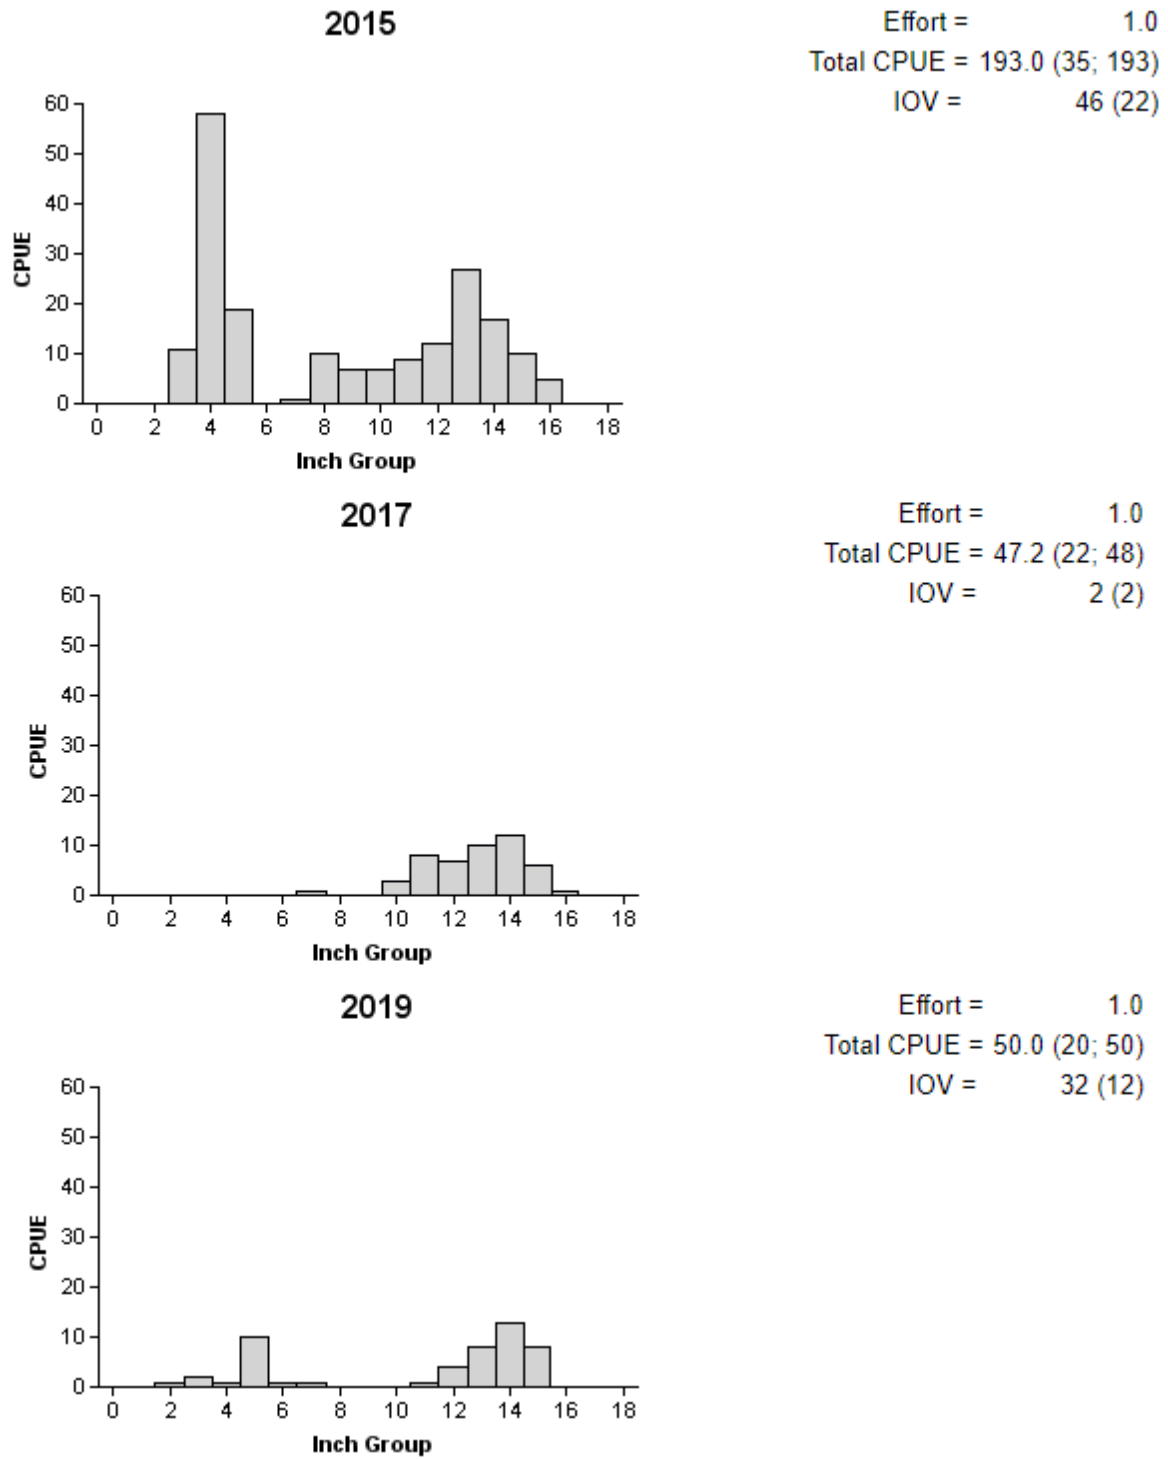 2015
Effort = 1.0
Total CPUE = 193.0 (35; 193)
IOV = 46 (22)
60
50
40
30
20
10
0
CPUE
0 2 4 6 8 10 12 14 16 18
Inch Group
2017
Effort = 1.0
Total CPUE = 47.2 (22; 48)
IOV = 2 (2)
60
50
40
30
20
10
0
CPUE
0 2 4 6 8 10 12 14 16 18
Inch Group
2019
Effort = 1.0
Total CPUE = 50.0 (20; 50)
IOV = 32 (12)
60
50
40
30
20
10
0
CPUE
0 2 4 6 8 10 12 14 16 18
Inch Group